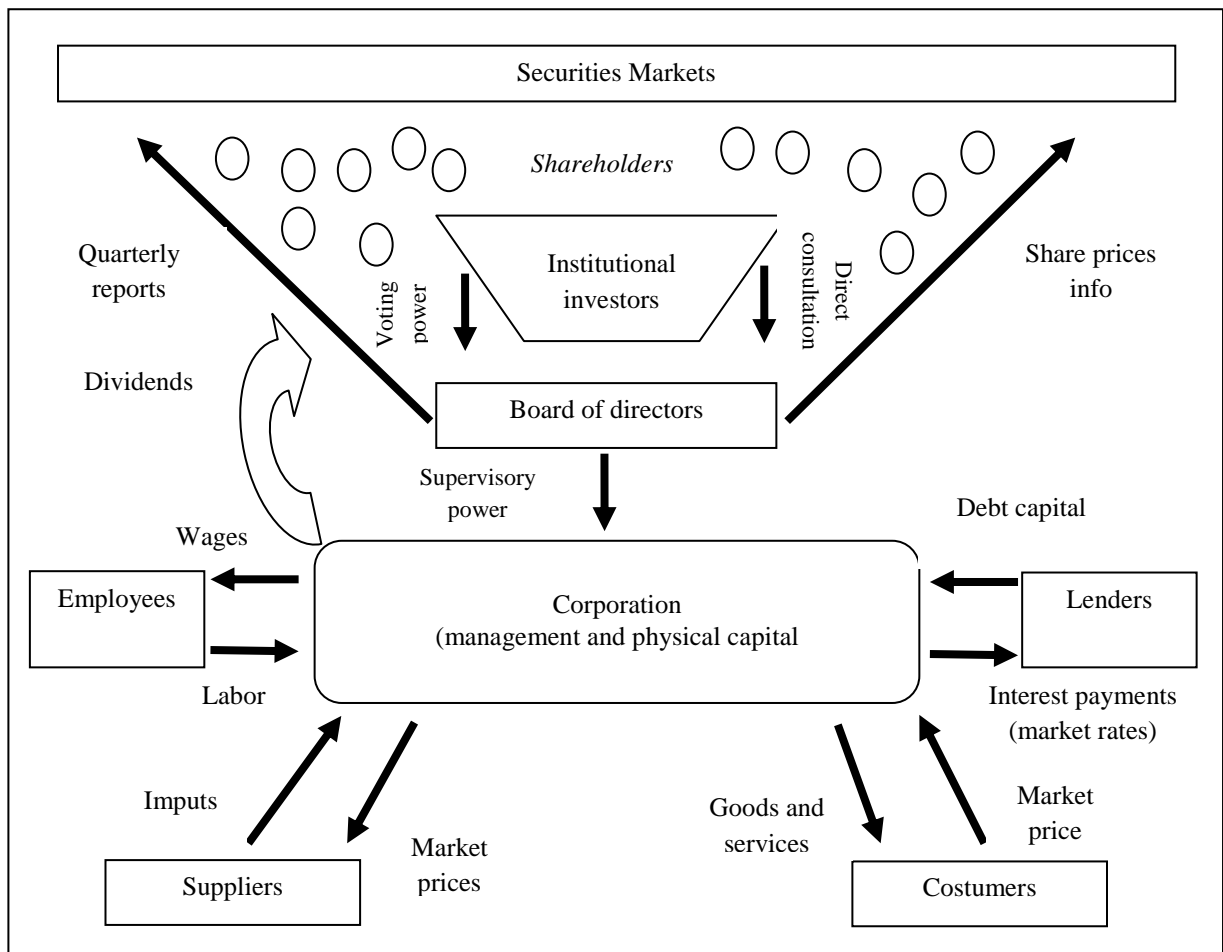 Securities Markets
Shareholders
Quarterly
reports
Institutional
investors
Voting
power
Direct
consultation
Share prices
info
Dividends
Board of directors
Supervisory
power
Debt capital
Wages
Employees
Corporation
(management and physical capital
Lenders
Labor
Interest payments
(market rates)
Imputs
Market
prices
Goods and
services
Market
price
Suppliers
Costumers